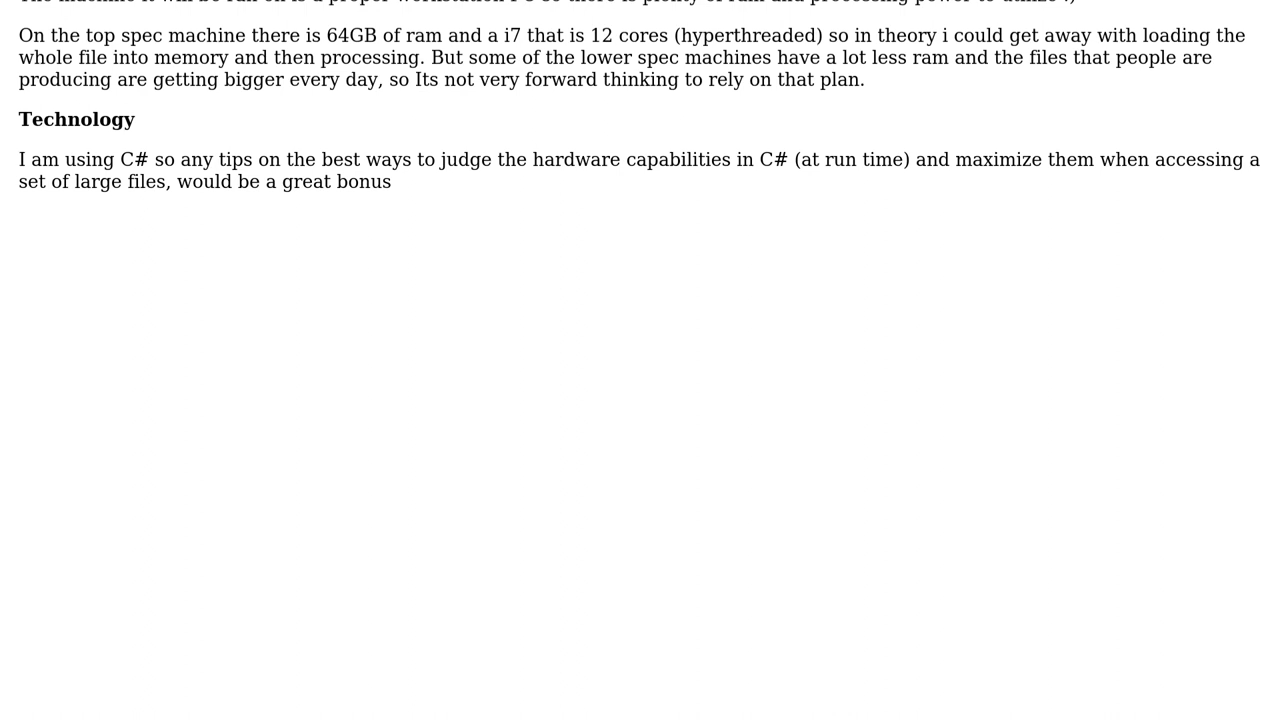 On the top spec machine there is 64GB of ram and a i7 that is 12 cores (hyperthreaded) so in theory i could get away with loading the
whole file into memory and then processing. But some of the lower spec machines have a lot less ram and the files that people are
producing are getting bigger every day, so Its not very forward thinking to rely on that plan.
Technology
I am using C# so any tips on the best ways to judge the hardware capabilities in C# (at run time) and maximize them when accessing a
set of large files, would be a great bonus